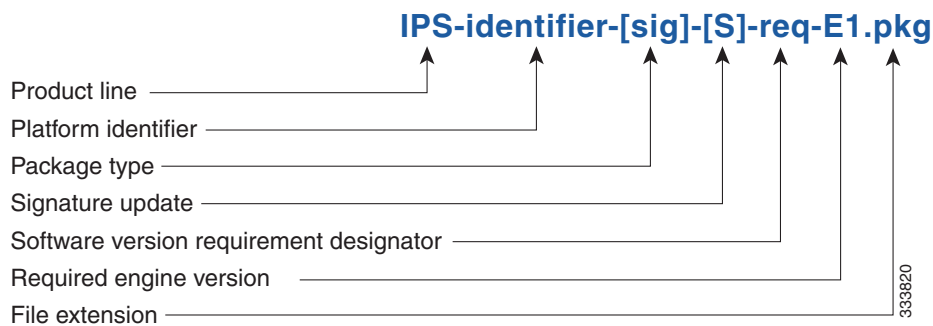 IPS-identifier-[sig]-[S]-req-E1.pkg
Product line
Platform identifier
Package type
Signature update
Software version requirement designator
Required engine version
File extension
333820